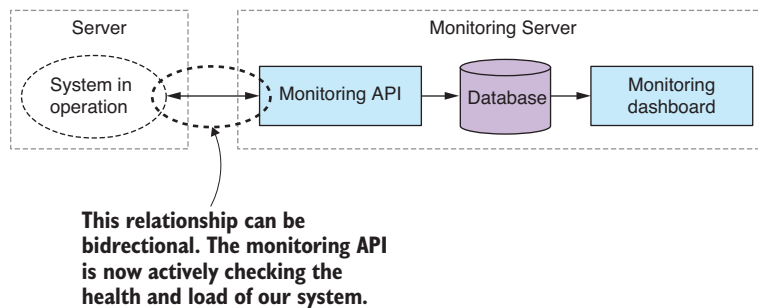 Server
Monitoring Server
System in
operation
Monitoring API
Database
Monitoring
dashboard
This relationship can be
bidrectional. The monitoring API
is now actively checking the
health and load of our system.